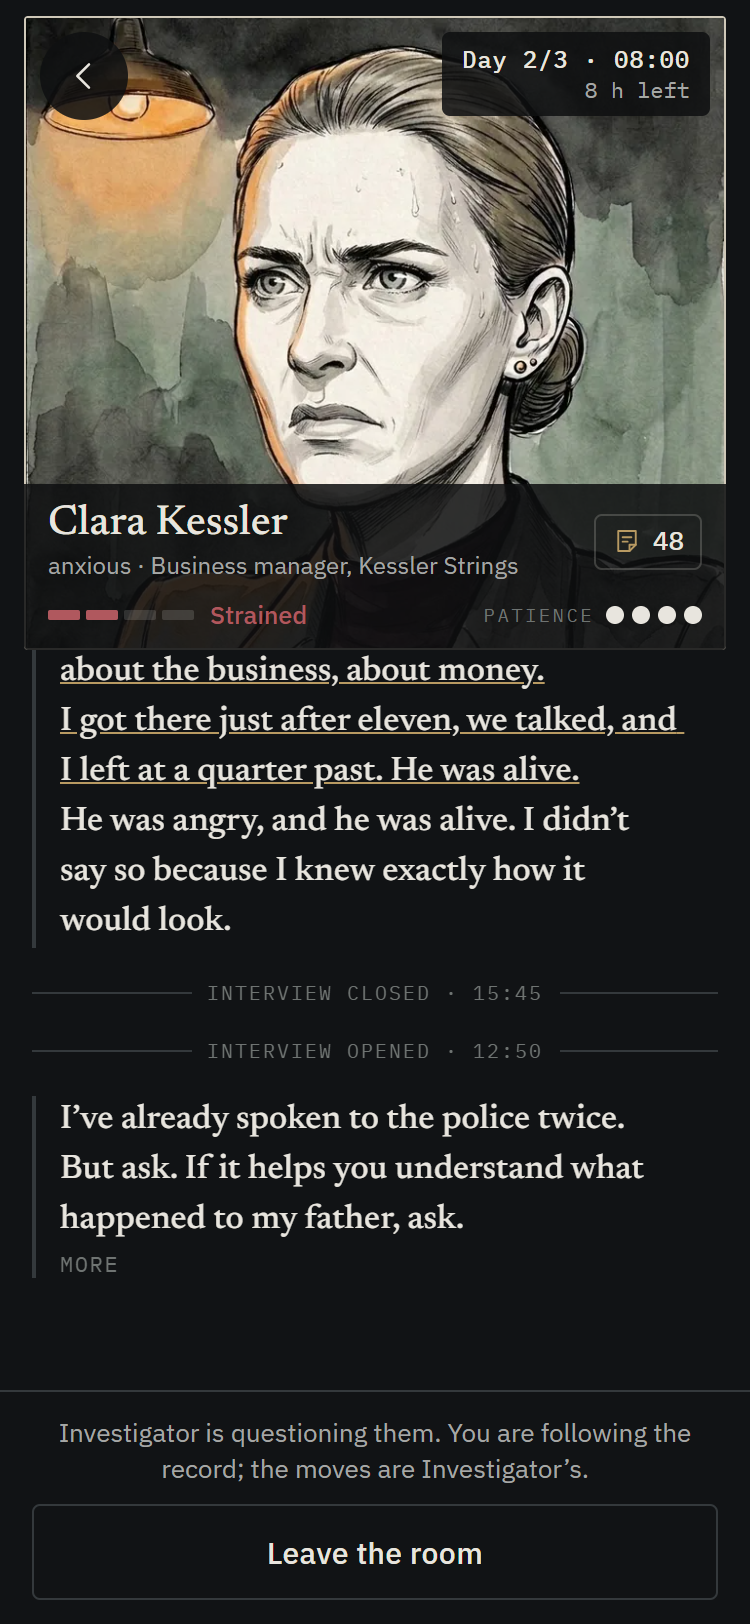 Day 2/3 · 08:00
8 h left
Clara Kessler
48
anxious · Business manager, Kessler Strings
Strained
PATIENCE
about the business, about money.
I got there just after eleven, we talked, and
I left at a quarter past. He was alive.
He was angry, and he was alive. I didn’t
say so because I knew exactly how it
would look.
INTERVIEW CLOSED · 15:45
INTERVIEW OPENED · 12:50
I’ve already spoken to the police twice.
But ask. If it helps you understand what
happened to my father, ask.
MORE
Investigator is questioning them. You are following the
record; the moves are Investigator’s.
Leave the room